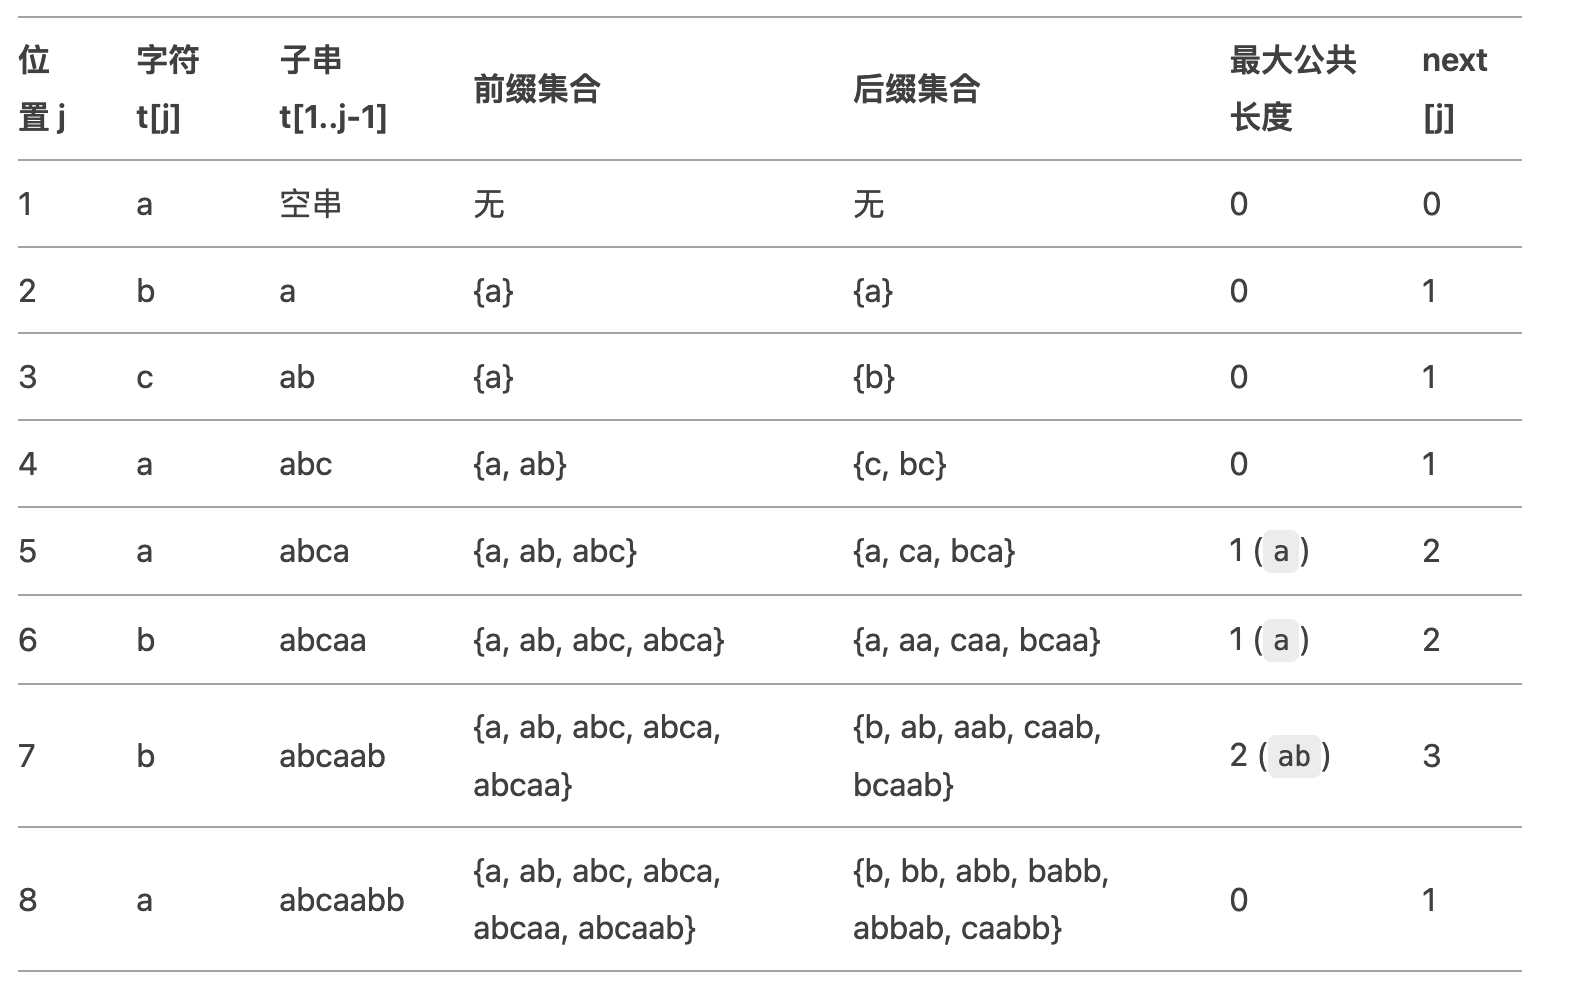 位置 j 字符 t[j] 子串 t[1..j-1] 前缀集合 后缀集合 最大公共长度 next [j]
1 a 空串 无 无 0 0
2 b a {a} {a} 0 1
3 c ab {a} {b} 0 1
4 a abc {a, ab} {c, bc} 0 1
5 a abca {a, ab, abc} {a, ca, bca} 1 (a) 2
6 b abcaa {a, ab, abc, abca} {a, aa, caa, bcaa} 1 (a) 2
7 b abcaab {a, ab, abc, abca, abcaa} {b, ab, aab, caab, bcaab} 2 (ab) 3
8 a abcaabb {a, ab, abc, abca, abcaa, abcaab} {b, bb, abb, babb, abbab, caabb} 0 1